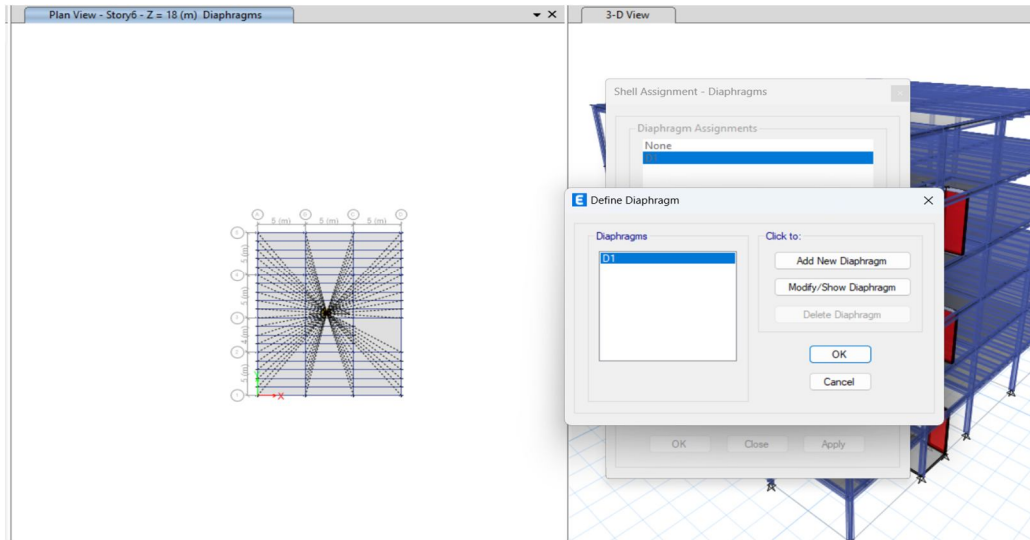 Plan View - Story6 - Z = 18 (m) Diaphragms
3-D View
Shell Assignment - Diaphragms
Diaphragm Assignments
None
D1
Define Diaphragm
Diaphragms
D1
Click to:
Add New Diaphragm
Modify/Show Diaphragm
Delete Diaphragm
OK
Cancel
OK
Close
Apply
A
B
C
D
5 (m)
5 (m)
5 (m)
5 (m)
5 (m)
4 (m)
5 (m)
X